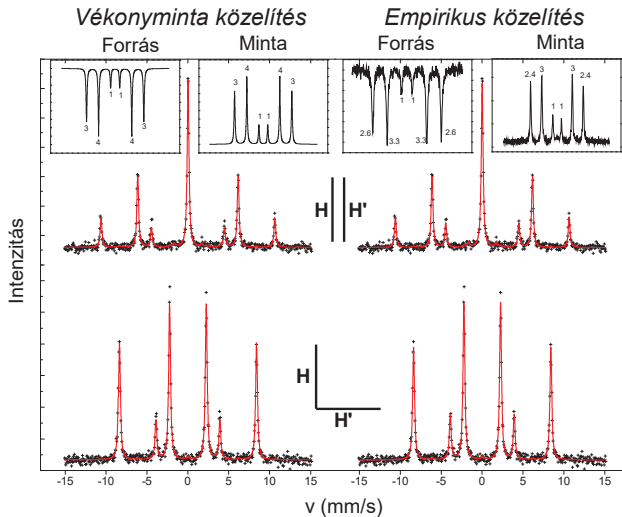 Vékonyminta közelítés
Empirikus közelítés
Forrás
Minta
Forrás
Minta
3 4 1 1 4 3
3 4 1 1 4 3
2.6 3.3 1 1 3.3 2.6
2.4 3 1 1 3 2.4
H H'
Intenzitás
H
H'
-15 -10 -5 0 5 10 15
-15 -10 -5 0 5 10 15
v (mm/s)